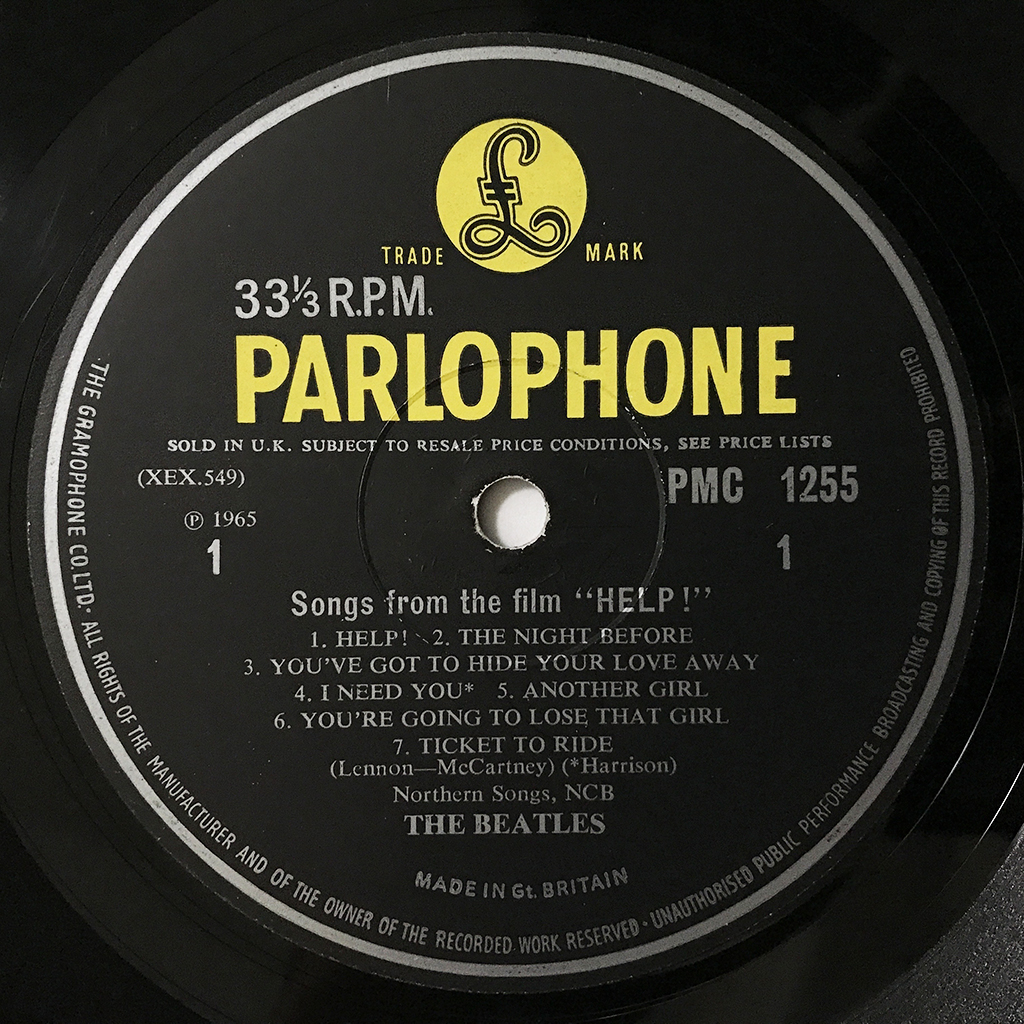 £
TRADE MARK
33⅓ R.P.M.
PARLOPHONE
SOLD IN U.K. SUBJECT TO RESALE PRICE CONDITIONS, SEE PRICE LISTS
(XEX.549) PMC 1255
℗ 1965
1 1
Songs from the film “HELP!”
1. HELP! 2. THE NIGHT BEFORE
3. YOU'VE GOT TO HIDE YOUR LOVE AWAY
4. I NEED YOU* 5. ANOTHER GIRL
6. YOU'RE GOING TO LOSE THAT GIRL
7. TICKET TO RIDE
(Lennon—McCartney) (*Harrison)
Northern Songs, NCB
THE BEATLES
MADE IN Gt. BRITAIN
THE GRAMOPHONE CO. LTD. · ALL RIGHTS OF THE MANUFACTURER AND OF THE OWNER OF THE RECORDED WORK RESERVED · UNAUTHORISED PUBLIC PERFORMANCE BROADCASTING AND COPYING OF THIS RECORD PROHIBITED